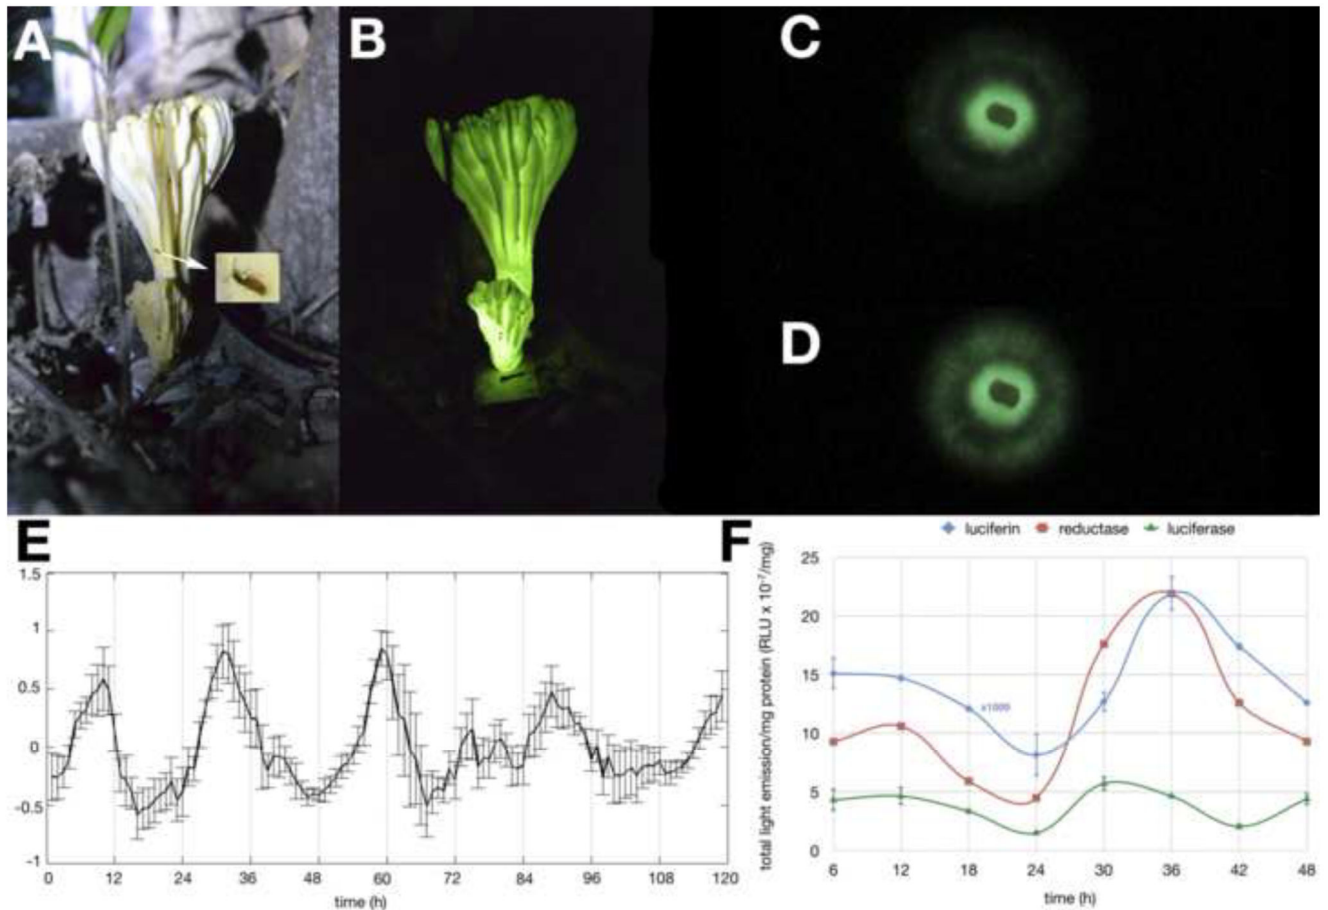 A
B
C
D
E
1.5
1
0.5
0
-0.5
-1
0 12 24 36 48 60 72 84 96 108 120
time (h)
F
luciferin reductase luciferase
total light emission/mg protein (RLU x 10⁻⁷/mg)
25
20
15
10
5
0
x1000
6 12 18 24 30 36 42 48
time (h)